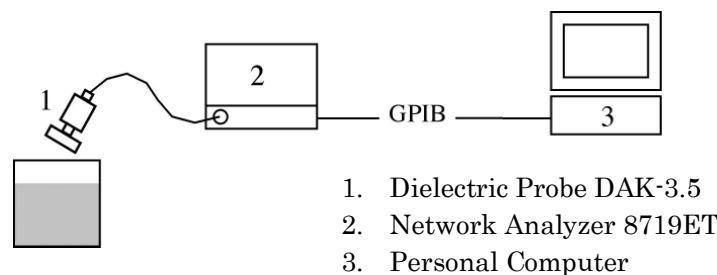 1
2
GPIB
3
1. Dielectric Probe DAK-3.5
2. Network Analyzer 8719ET
3. Personal Computer